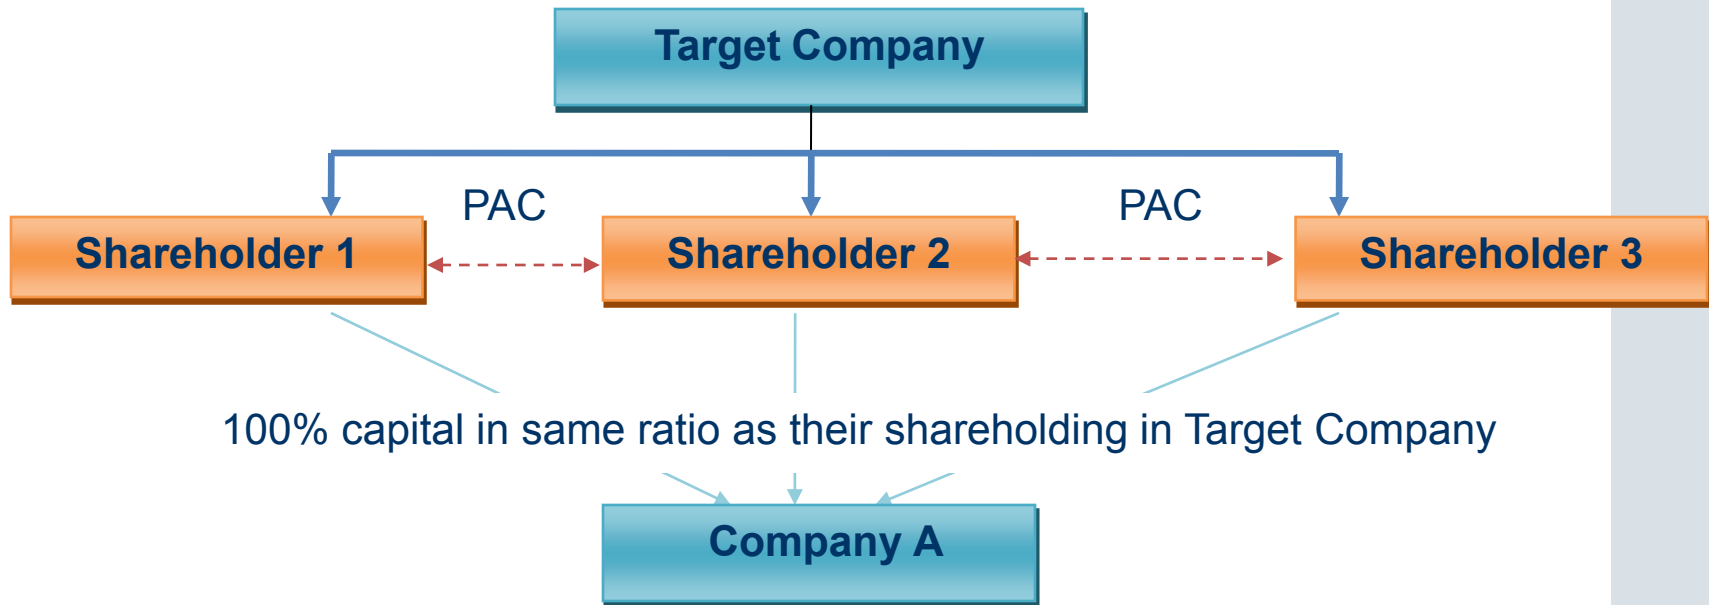 Target Company
PAC
PAC
Shareholder 1
Shareholder 2
Shareholder 3
100% capital in same ratio as their shareholding in Target Company
Company A